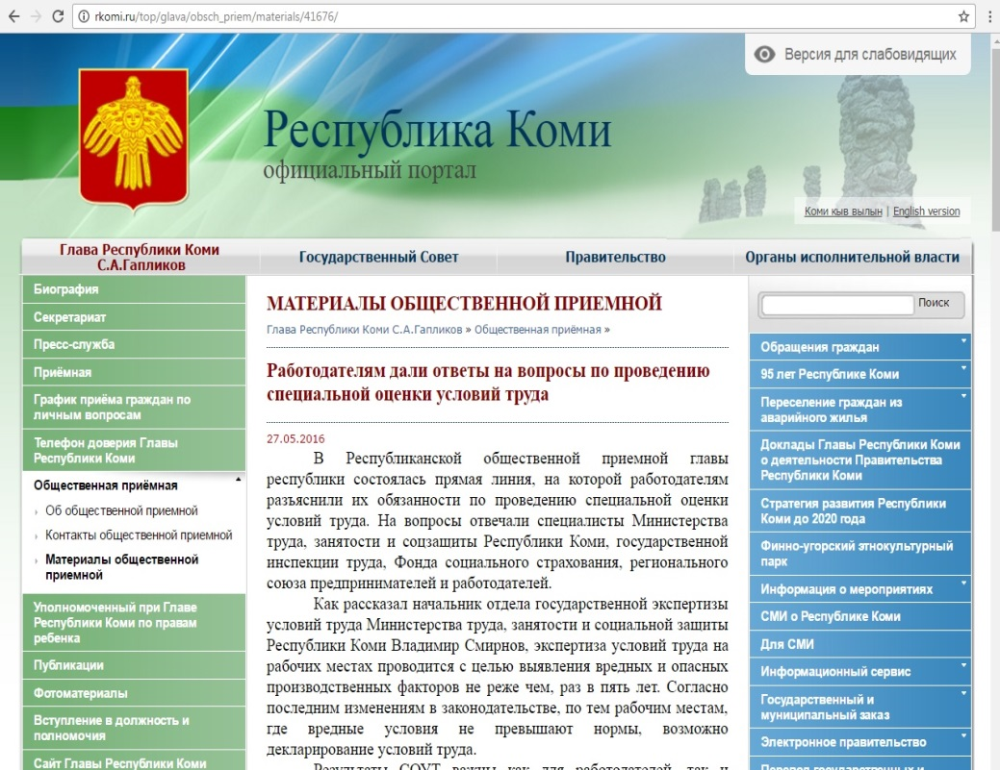 rkomi.ru/top/glava/obsch_priem/materials/41676/
Версия для слабовидящих
Республика Коми
официальный портал
Коми кыв вылын | English version
Глава Республики Коми
С.А.Гапликов
Государственный Совет
Правительство
Органы исполнительной власти
Биография
Секретариат
Пресс-служба
Приёмная
График приёма граждан по
личным вопросам
Телефон доверия Главы
Республики Коми
Общественная приёмная
Об общественной приемной
Контакты общественной приемной
Материалы общественной
приемной
Уполномоченный при Главе
Республики Коми по правам
ребенка
Публикации
Фотоматериалы
Вступление в должность и
полномочия
Сайт Главы Республики Коми
МАТЕРИАЛЫ ОБЩЕСТВЕННОЙ ПРИЕМНОЙ
Глава Республики Коми С.А.Гапликов » Общественная приёмная »
Работодателям дали ответы на вопросы по проведению
специальной оценки условий труда
27.05.2016
В Республиканской общественной приемной главы
республики состоялась прямая линия, на которой работодателям
разъяснили их обязанности по проведению специальной оценки
условий труда. На вопросы отвечали специалисты Министерства
труда, занятости и соцзащиты Республики Коми, государственной
инспекции труда, Фонда социального страхования, регионального
союза предпринимателей и работодателей.
Как рассказал начальник отдела государственной экспертизы
условий труда Министерства труда, занятости и социальной защиты
Республики Коми Владимир Смирнов, экспертиза условий труда на
рабочих местах проводится с целью выявления вредных и опасных
производственных факторов не реже чем, раз в пять лет. Согласно
последним изменениям в законодательстве, по тем рабочим местам,
где вредные условия не превышают нормы, возможно
декларирование условий труда.
Результаты СОУТ важны как для работодателей, так и
Поиск
Обращения граждан
95 лет Республике Коми
Переселение граждан из
аварийного жилья
Доклады Главы Республики Коми
о деятельности Правительства
Республики Коми
Стратегия развития Республики
Коми до 2020 года
Финно-угорский этнокультурный
парк
Информация о мероприятиях
СМИ о Республике Коми
Для СМИ
Информационный сервис
Государственный и
муниципальный заказ
Электронное правительство